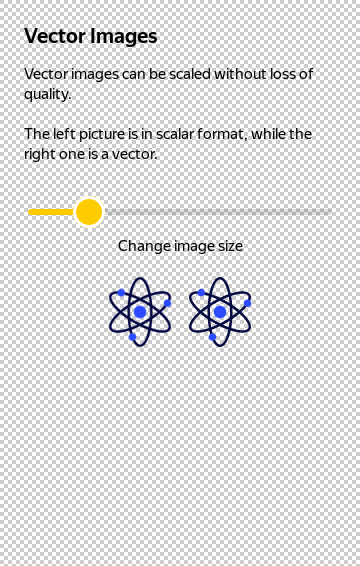 Vector Images
Vector images can be scaled without loss of
quality.
The left picture is in scalar format, while the
right one is a vector.
Change image size